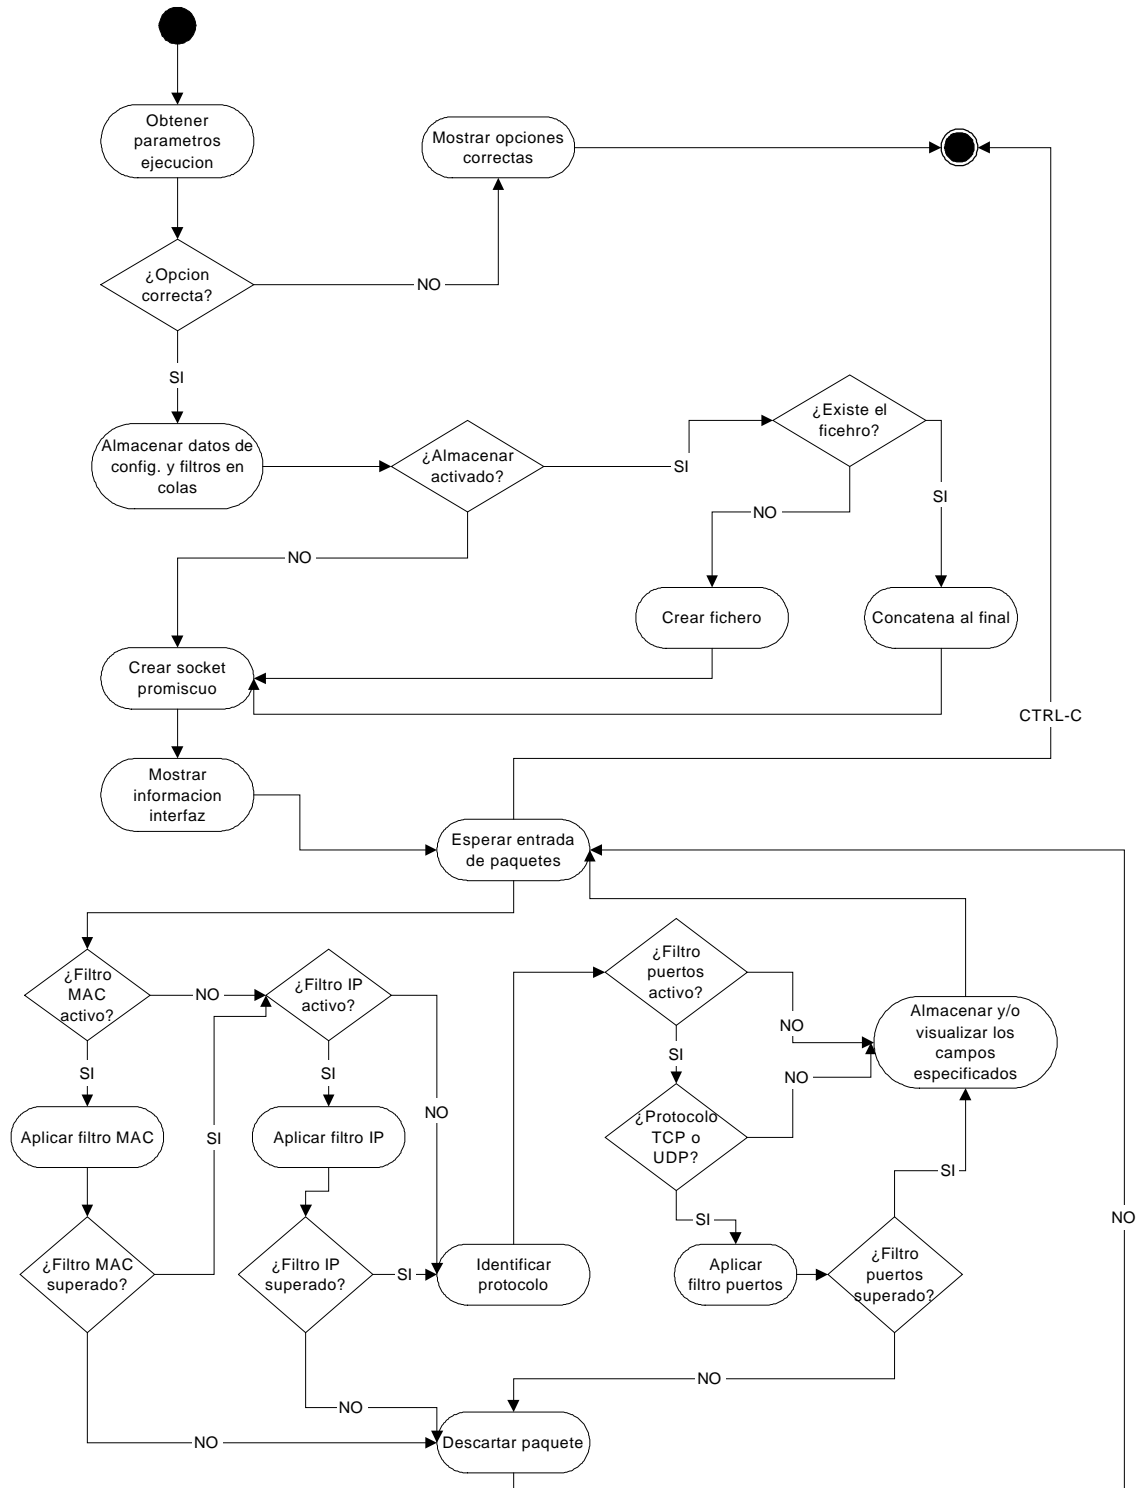 Obtener
parametros
ejecucion
Mostrar opciones
correctas
¿Opcion
correcta?
NO
SI
Almacenar datos de
config. y filtros en
colas
¿Almacenar
activado?
SI
¿Existe el
ficehro?
NO
SI
NO
Crear fichero
Concatena al final
Crear socket
promiscuo
CTRL-C
Mostrar
informacion
interfaz
Esperar entrada
de paquetes
¿Filtro
MAC
activo?
NO
¿Filtro IP
activo?
¿Filtro
puertos
activo?
Almacenar y/o
visualizar los
campos
especificados
NO
SI
SI
SI
NO
NO
Aplicar filtro MAC
SI
Aplicar filtro IP
¿Protocolo
TCP o
UDP?
SI
SI
NO
¿Filtro MAC
superado?
¿Filtro IP
superado?
SI
Identificar
protocolo
Aplicar
filtro puertos
¿Filtro
puertos
superado?
NO
NO
NO
Descartar paquete